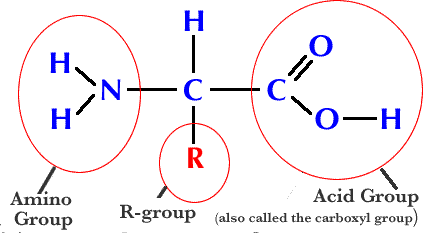 H
H O
H
N C C
H O H
R
Amino
Group
R-group
Acid Group
(also called the carboxyl group)